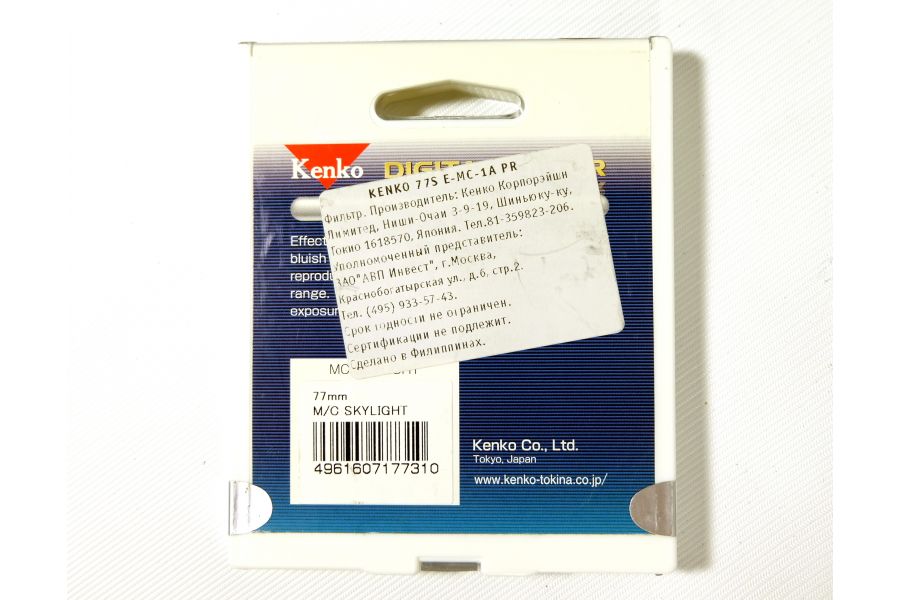 Kenko
KENKO 77S E-MC-1A PR
Фильтр. Производитель: Кенко Корпорэйшн
Лимитед, Ниши-Очаи 3-9-19, Шиньюку-ку,
Токио 1618570, Япония. Тел.81-359823-206.
Уполномоченный представитель:
ЗАО"АВП Инвест", г.Москва,
Краснобогатырская ул., д.6, стр.2.
Тел. (495) 933-57-43.
Срок годности не ограничен.
Сертификации не подлежит.
Сделано в Филиппинах.
bluish
range.
MC
77mm
M/C SKYLIGHT
4961607177310
Kenko Co., Ltd.
Tokyo, Japan
www.kenko-tokina.co.jp/